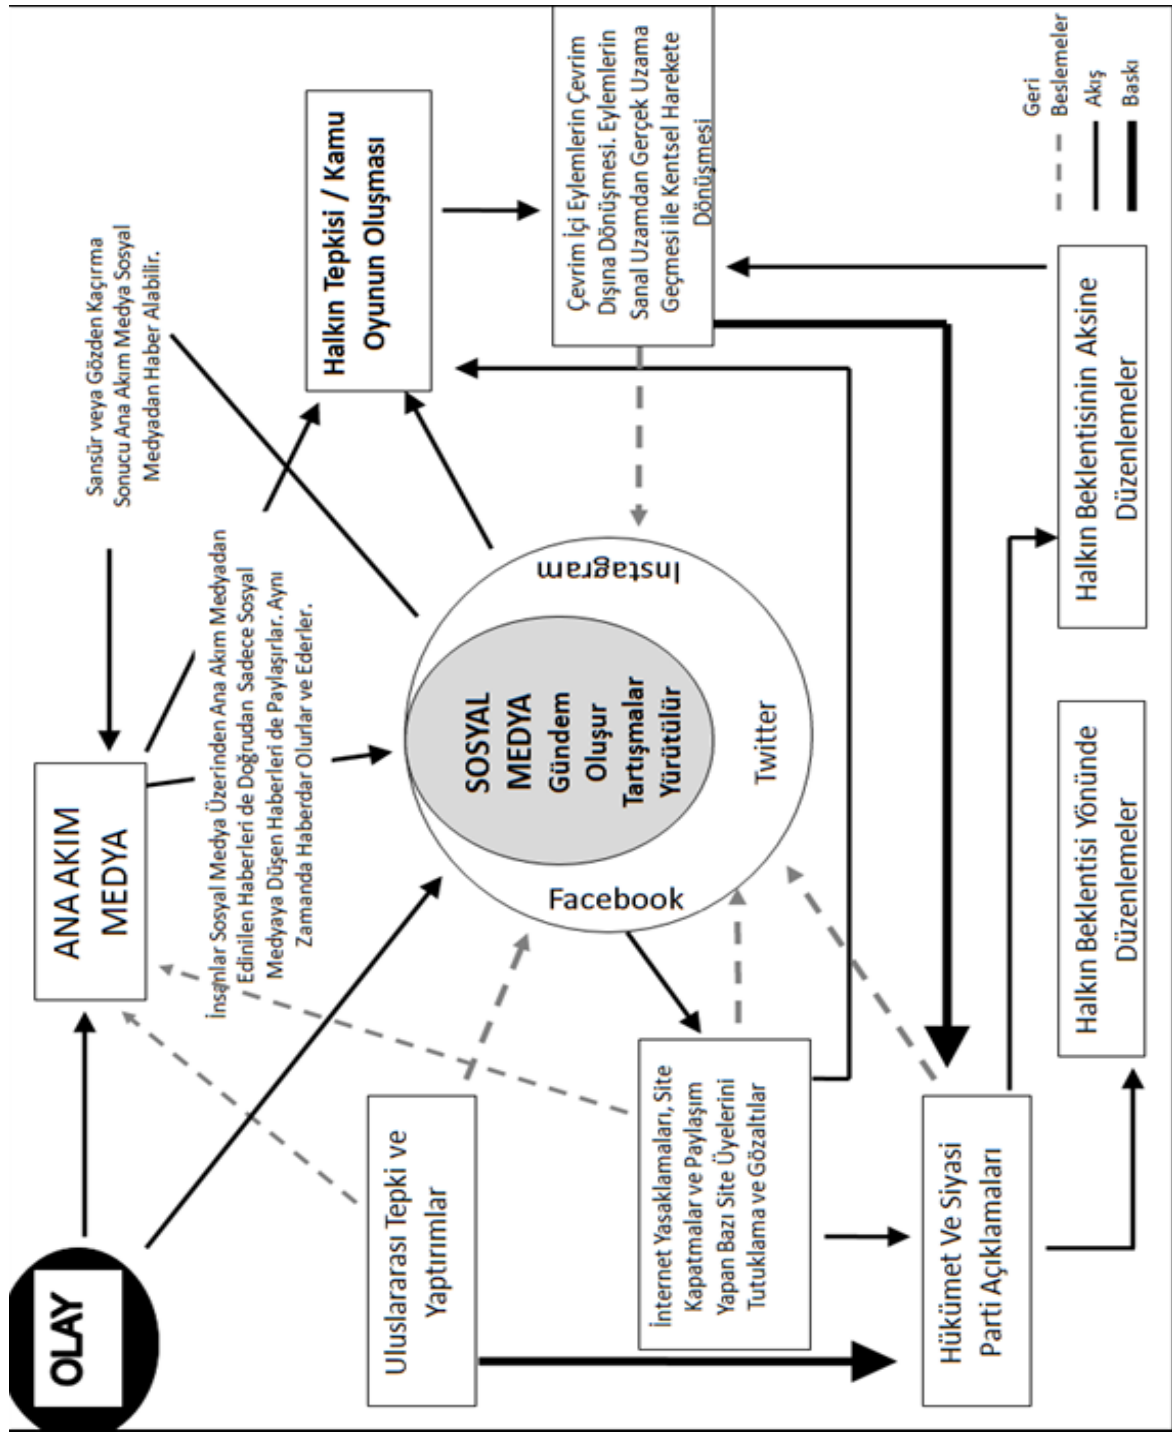 OLAY
ANA AKIM
MEDYA
Sansür veya Gözden Kaçırma
Sonucu Ana Akım Medya Sosyal
Medyadan Haber Alabilir.
İnsanlar Sosyal Medya Üzerinden Ana Akım Medyadan
Edinilen Haberleri de Doğrudan Sadece Sosyal
Medyaya Düşen Haberleri de Paylaşırlar. Aynı
Zamanda Haberdar Olurlar ve Ederler.
Halkın Tepkisi / Kamu
Oyunun Oluşması
Uluslararası Tepki ve
Yaptırımlar
SOSYAL
MEDYA
Gündem
Oluşur
Tartışmalar
Yürütülür
Facebook
Twitter
Instagram
Çevrim İçi Eylemlerin Çevrim
Dışına Dönüşmesi. Eylemlerin
Sanal Uzamdan Gerçek Uzama
Geçmesi ile Kentsel Harekete
Dönüşmesi
İnternet Yasaklamaları, Site
Kapatmalar ve Paylaşım
Yapan Bazı Site Üyelerini
Tutuklama ve Gözaltılar
Hükümet Ve Siyasi
Parti Açıklamaları
Halkın Beklentisi Yönünde
Düzenlemeler
Halkın Beklentisinin Aksine
Düzenlemeler
Geri
Beslemeler
Akış
Baskı